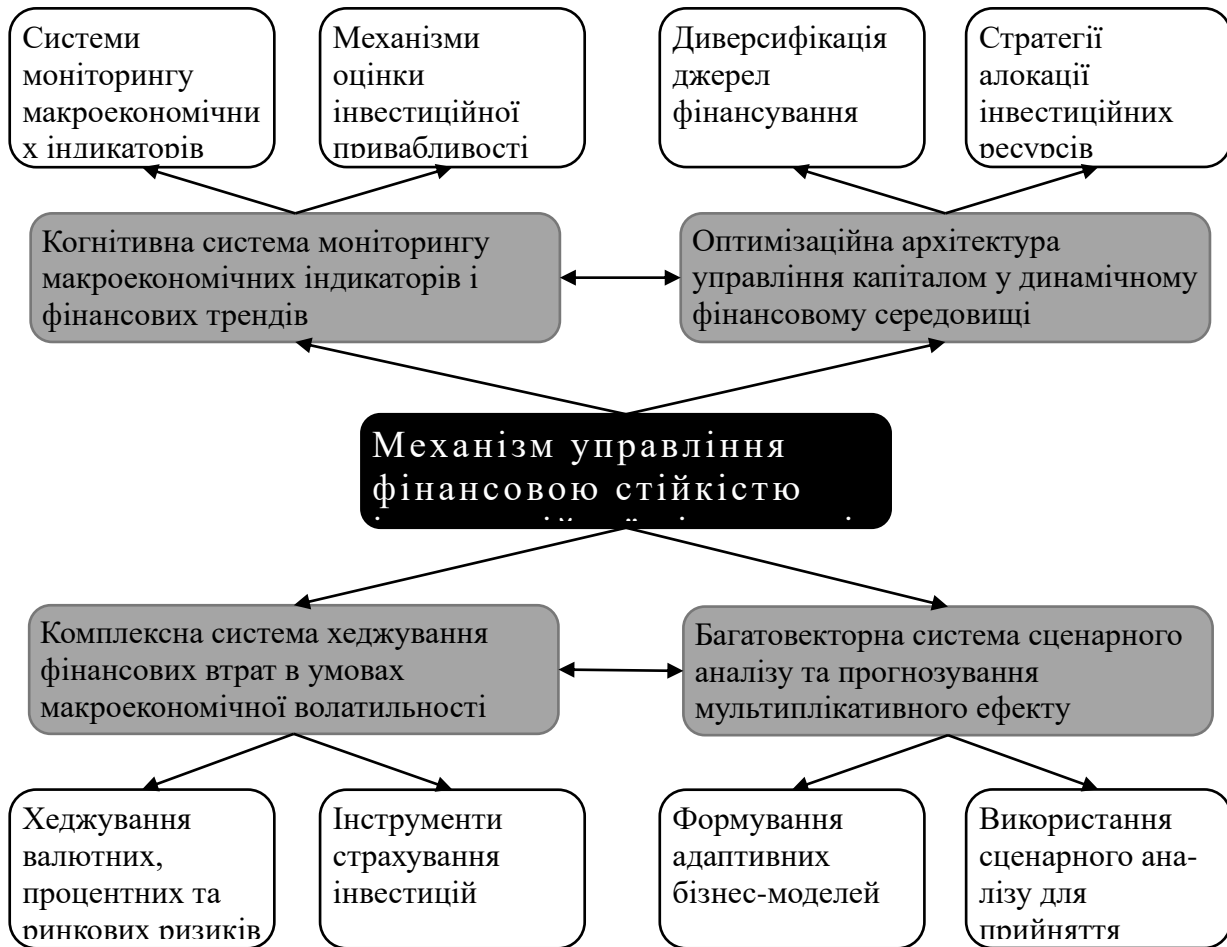 Системи
моніторингу
макроекономічни
х індикаторів
Механізми
оцінки
інвестиційної
привабливості
Диверсифікація
джерел
фінансування
Стратегії
алокації
інвестиційних
ресурсів
Когнітивна система моніторингу
макроекономічних індикаторів і
фінансових трендів
Оптимізаційна архітектура
управління капіталом у динамічному
фінансовому середовищі
Механізм управління
фінансовою стійкістю
Комплексна система хеджування
фінансових втрат в умовах
макроекономічної волатильності
Багатовекторна система сценарного
аналізу та прогнозування
мультиплікативного ефекту
Хеджування
валютних,
процентних та
ринкових ризиків
Інструменти
страхування
інвестицій
Формування
адаптивних
бізнес-моделей
Використання
сценарного ана-
лізу для
прийняття